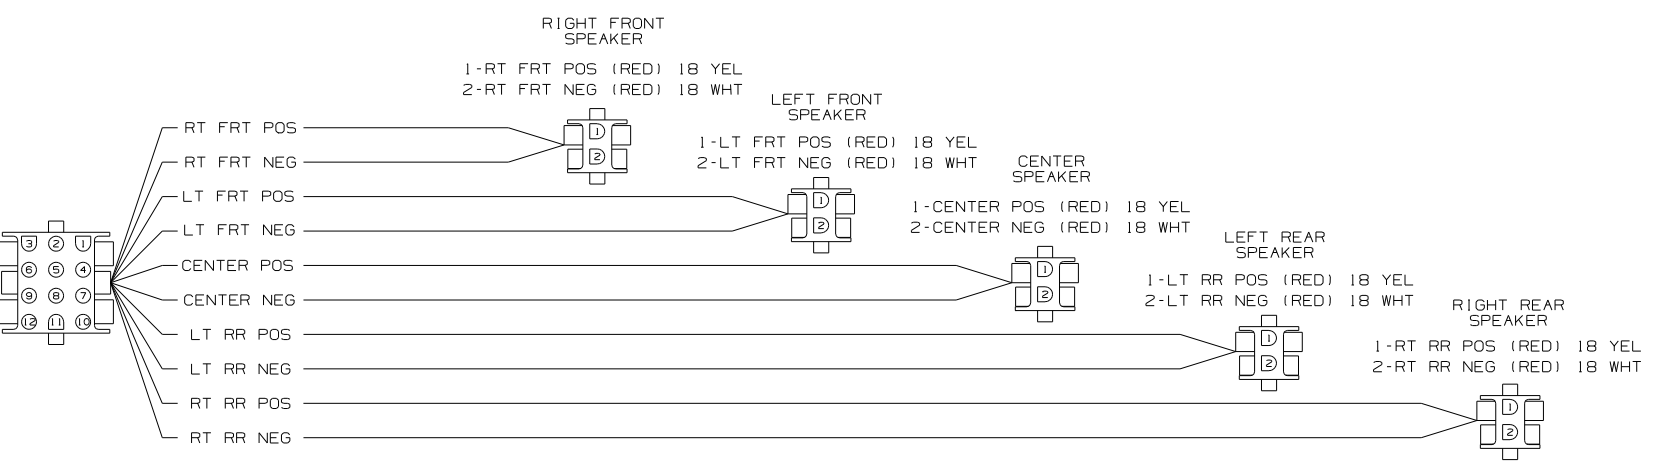 RIGHT FRONT
SPEAKER
1-RT FRT POS (RED) 18 YEL
2-RT FRT NEG (RED) 18 WHT
LEFT FRONT
SPEAKER
1-LT FRT POS (RED) 18 YEL
2-LT FRT NEG (RED) 18 WHT
CENTER
SPEAKER
1-CENTER POS (RED) 18 YEL
2-CENTER NEG (RED) 18 WHT
LEFT REAR
SPEAKER
1-LT RR POS (RED) 18 YEL
2-LT RR NEG (RED) 18 WHT
RIGHT REAR
SPEAKER
1-RT RR POS (RED) 18 YEL
2-RT RR NEG (RED) 18 WHT
RT FRT POS
RT FRT NEG
LT FRT POS
LT FRT NEG
CENTER POS
CENTER NEG
LT RR POS
LT RR NEG
RT RR POS
RT RR NEG
3 2 1
6 5 4
9 8 7
12 11 10
1
2
1
2
1
2
1
2
1
2